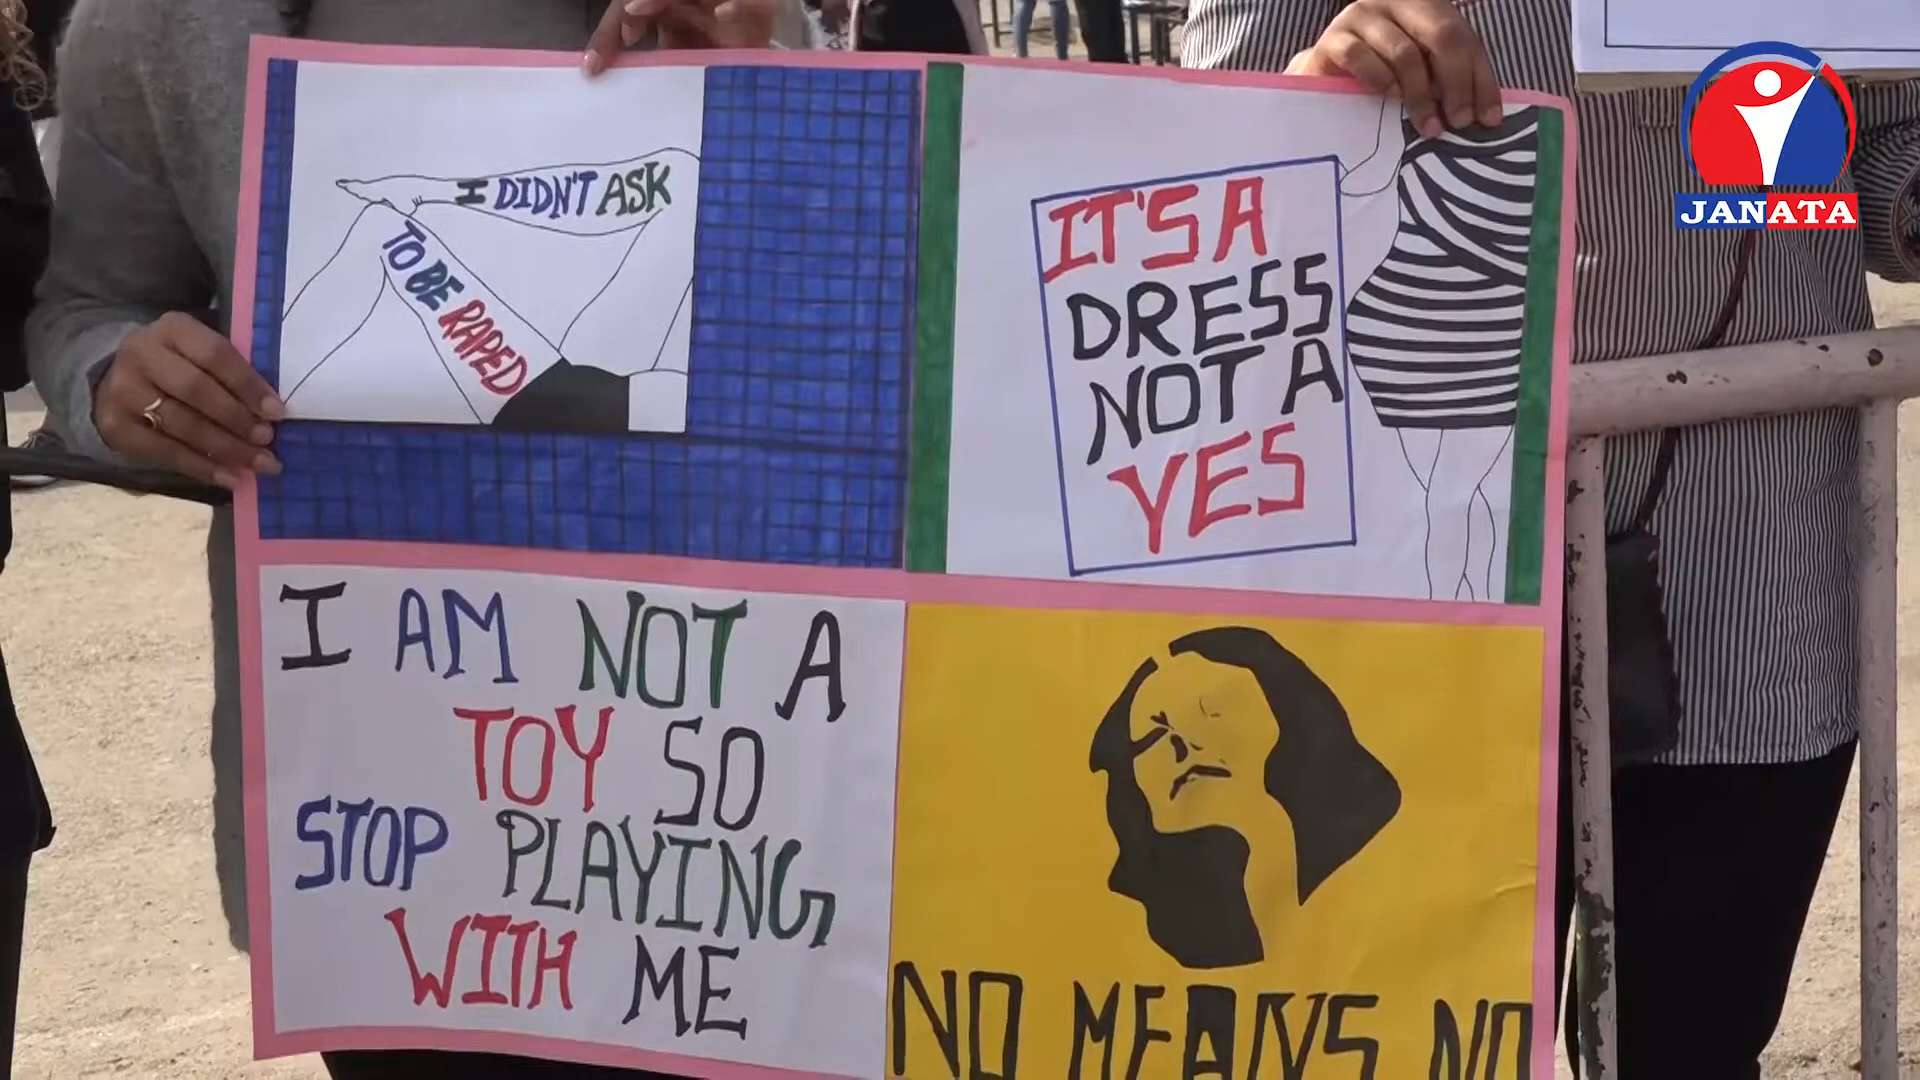 I DIDN'T ASK
TO BE RAPED
IT'S A
DRESS
NOT A
YES
I AM NOT A
TOY SO
STOP PLAYING
WITH ME
NO MEANS NO
JANATA